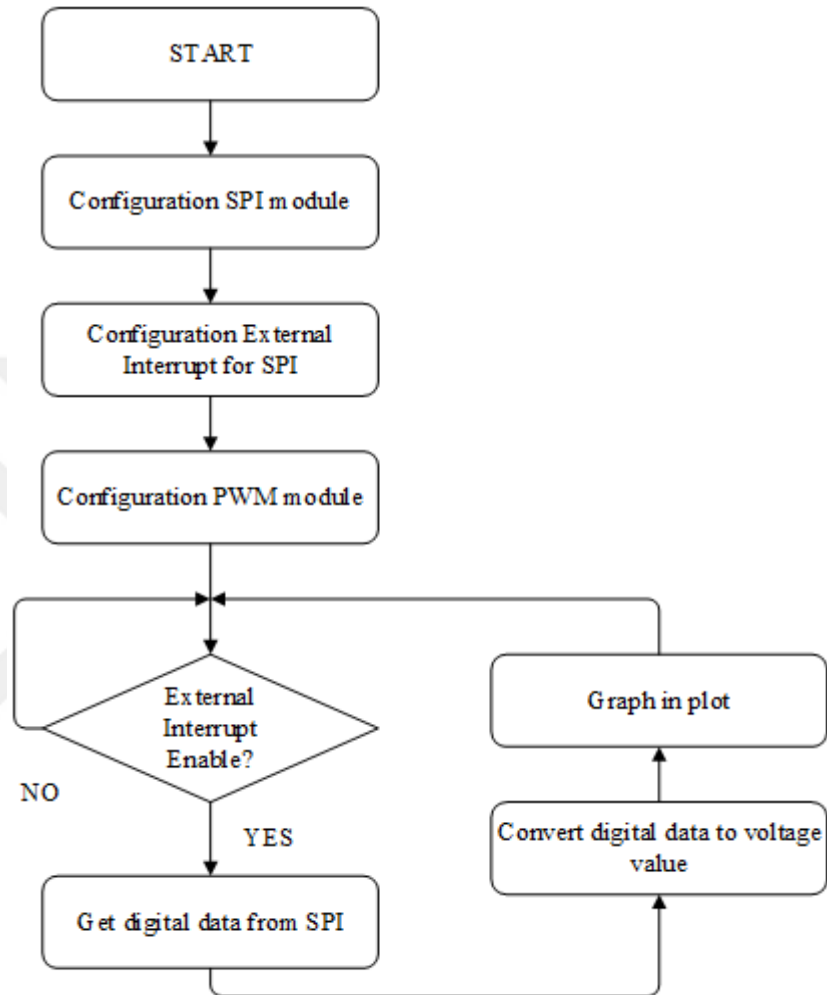 START
Configuration SPI module
Configuration External
Interrupt for SPI
Configuration PWM module
External
Interrupt
Enable?
NO
YES
Get digital data from SPI
Convert digital data to voltage
value
Graph in plot